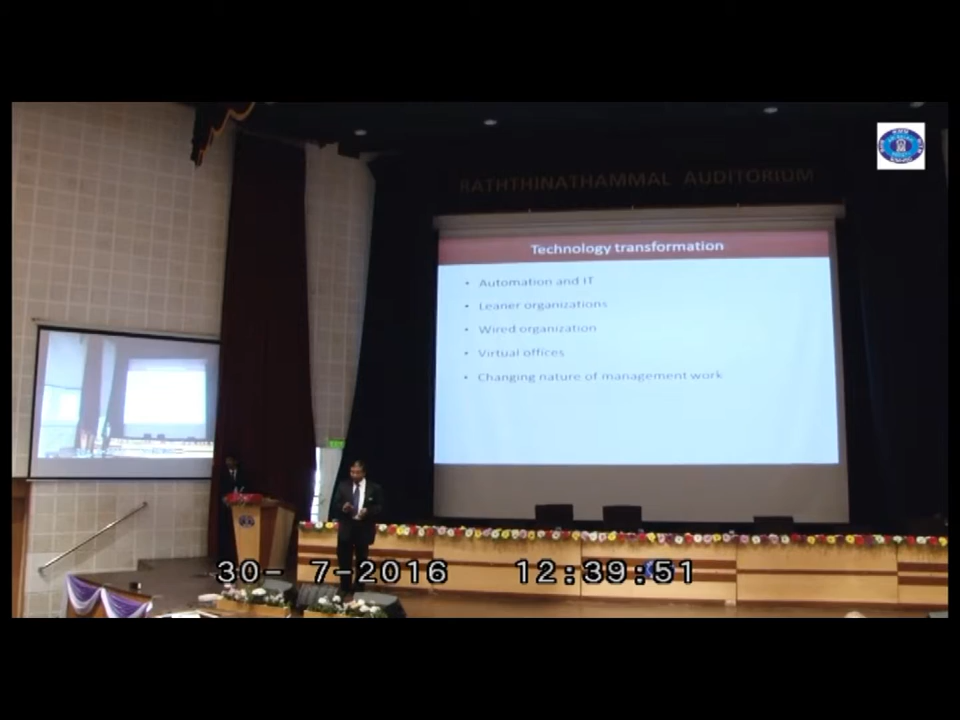 RATHTHINATHAMMAL AUDITORIUM
Technology transformation
• Automation and IT
• Leaner organizations
• Wired organization
• Virtual offices
• Changing nature of management work
30- 7-2016 12:39:51